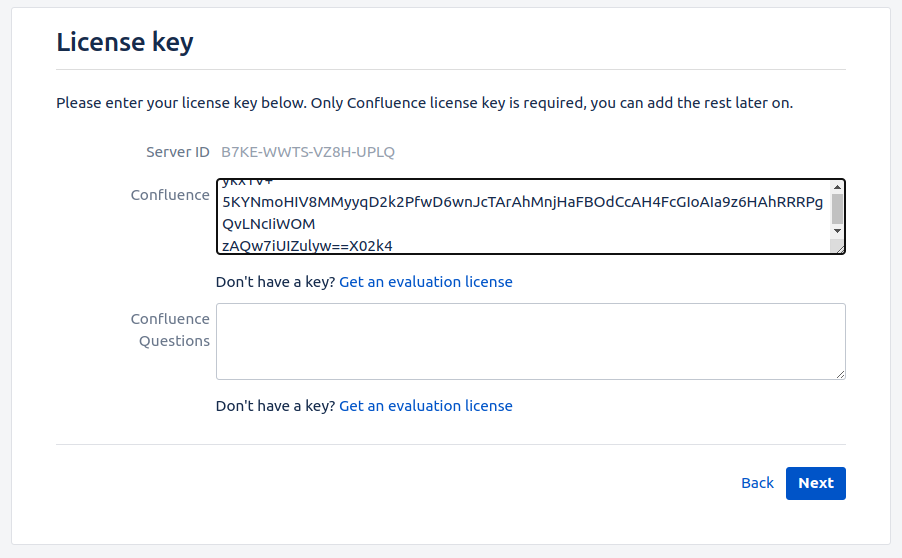 License key
Please enter your license key below. Only Confluence license key is required, you can add the rest later on.
Server ID B7KE-WWTS-VZ8H-UPLQ
Confluence
5KYNmoHIV8MMyyqD2k2PfwD6wnJcTArAhMnjHaFBOdCcAH4FcGIoAIa9z6HAhRRRPg
QvLNcIiWOM
zAQw7iUIZulyw==X02k4
Don't have a key? Get an evaluation license
Confluence
Questions
Don't have a key? Get an evaluation license
Back Next